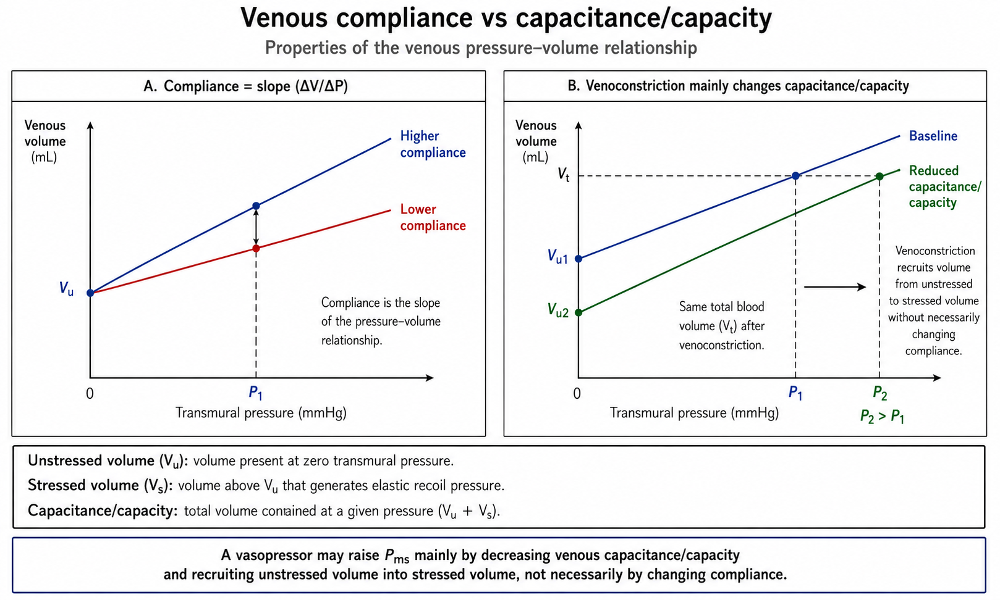 Venous compliance vs capacitance/capacity
Properties of the venous pressure–volume relationship
A. Compliance = slope (ΔV/ΔP)
Venous
volume
(mL)
Higher
compliance
Lower
compliance
Vu
Compliance is the slope
of the pressure–volume
relationship.
0
P1
Transmural pressure (mmHg)
B. Venoconstriction mainly changes capacitance/capacity
Venous
volume
(mL)
Vt
Baseline
Reduced
capacitance/
capacity
Vu1
Vu2
Same total blood
volume (Vt) after
venoconstriction.
Venoconstriction
recruits volume
from unstressed
to stressed volume
without necessarily
changing
compliance.
0
P1
P2
Transmural pressure (mmHg)
P2 > P1
Unstressed volume (Vu): volume present at zero transmural pressure.
Stressed volume (Vs): volume above Vu that generates elastic recoil pressure.
Capacitance/capacity: total volume contained at a given pressure (Vu + Vs).
A vasopressor may raise Pms mainly by decreasing venous capacitance/capacity
and recruiting unstressed volume into stressed volume, not necessarily by changing compliance.